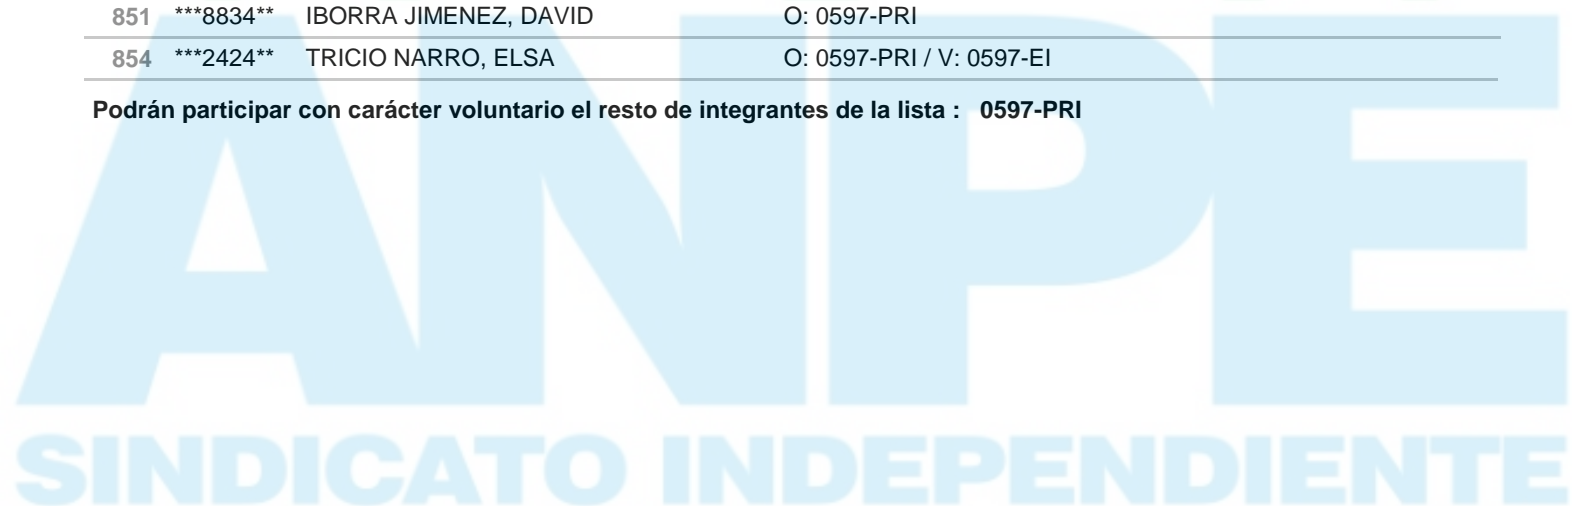 851 ***8834** IBORRA JIMENEZ, DAVID O: 0597-PRI
854 ***2424** TRICIO NARRO, ELSA O: 0597-PRI / V: 0597-EI
Podrán participar con carácter voluntario el resto de integrantes de la lista : 0597-PRI
ANPE
SINDICATO INDEPENDIENTE